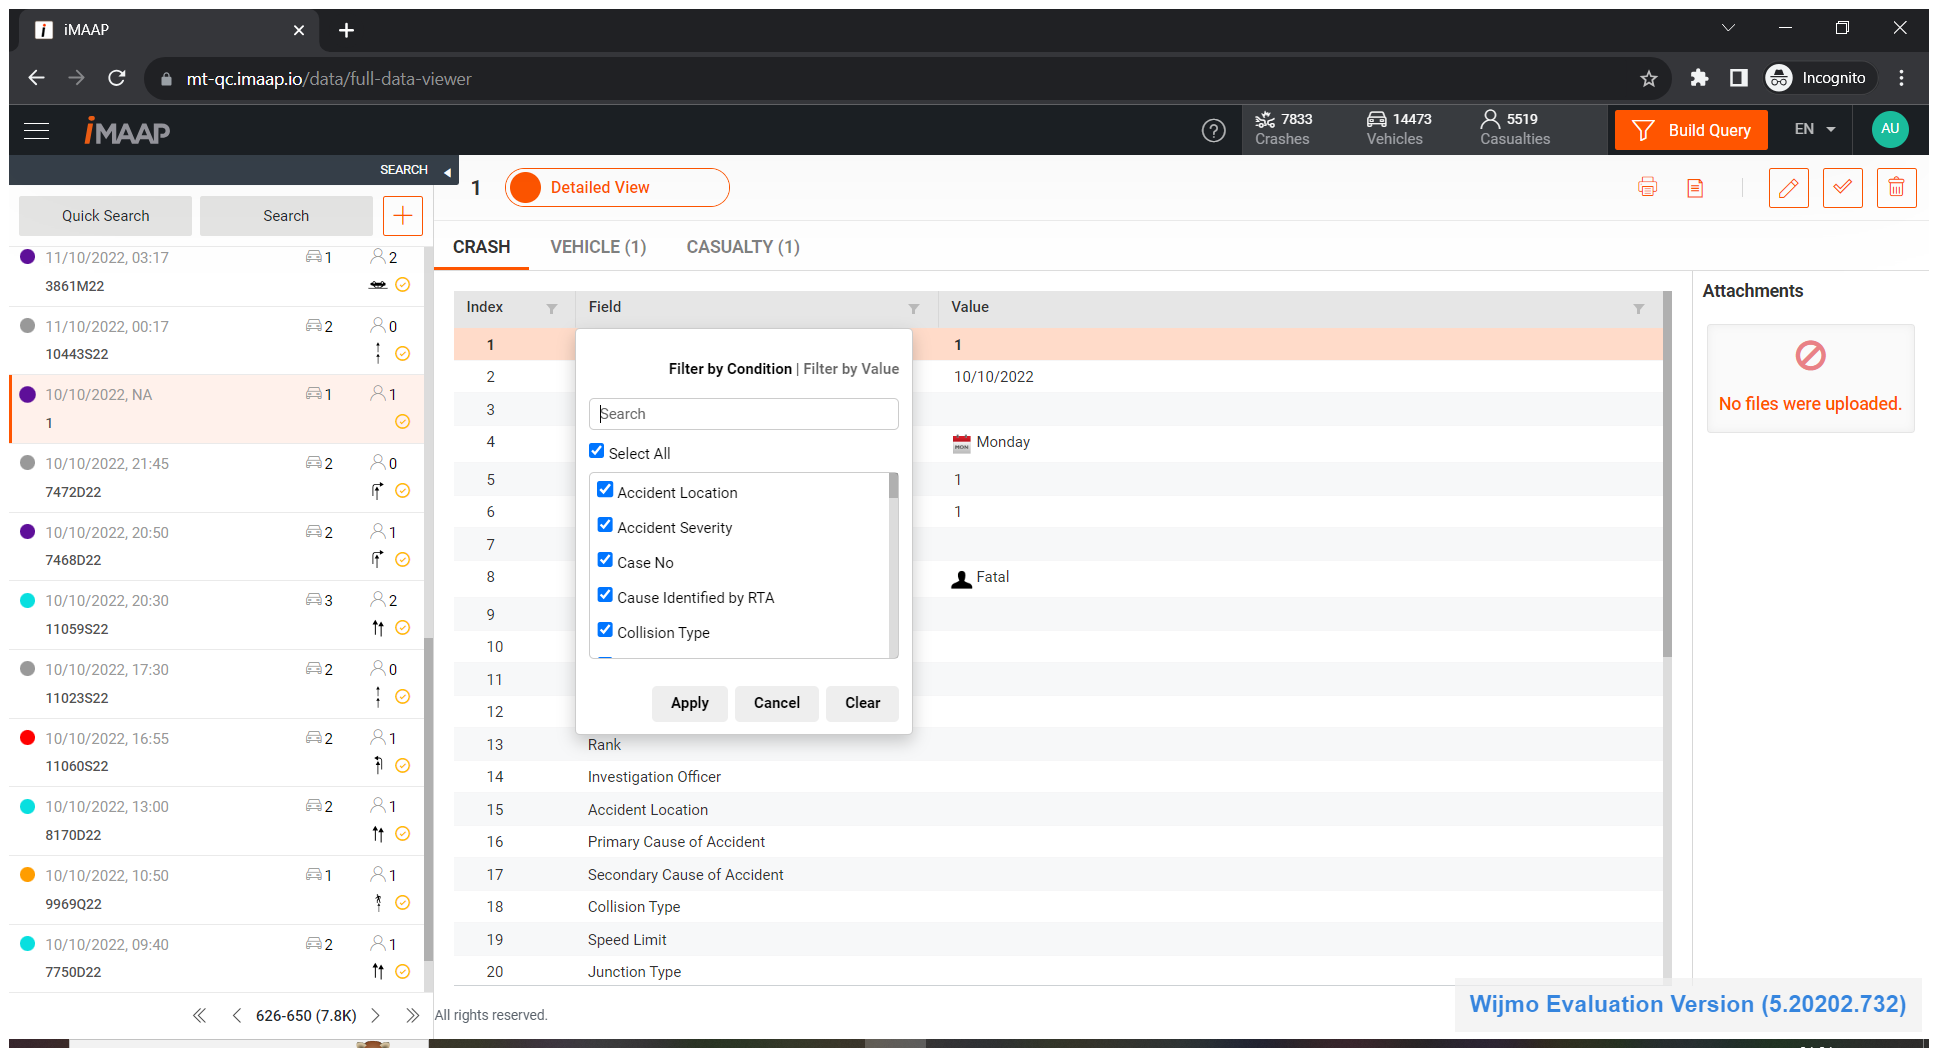 iMAAP
mt-qc.imaap.io/data/full-data-viewer
Incognito
iMAAP
7833
Crashes
14473
Vehicles
5519
Casualties
Build Query
EN
AU
SEARCH
1
Detailed View
Quick Search
Search
CRASH
VEHICLE (1)
CASUALTY (1)
11/10/2022, 03:17 1 2
3861M22
11/10/2022, 00:17 2 0
10443S22
10/10/2022, NA 1 1
1
10/10/2022, 21:45 2 0
7472D22
10/10/2022, 20:50 2 1
7468D22
10/10/2022, 20:30 3 2
11059S22
10/10/2022, 17:30 2 0
11023S22
10/10/2022, 16:55 2 1
11060S22
10/10/2022, 13:00 2 1
8170D22
10/10/2022, 10:50 1 1
9969Q22
10/10/2022, 09:40 2 1
7750D22
626-650 (7.8K)
Index Field Value
1 1
2 10/10/2022
3
4 MON Monday
5 1
6 1
7
8 Fatal
9
10
11
12
13 Rank
14 Investigation Officer
15 Accident Location
16 Primary Cause of Accident
17 Secondary Cause of Accident
18 Collision Type
19 Speed Limit
20 Junction Type
Filter by Condition | Filter by Value
Search
Select All
Accident Location
Accident Severity
Case No
Cause Identified by RTA
Collision Type
Apply
Cancel
Clear
Attachments
No files were uploaded.
All rights reserved.
Wijmo Evaluation Version (5.20202.732)